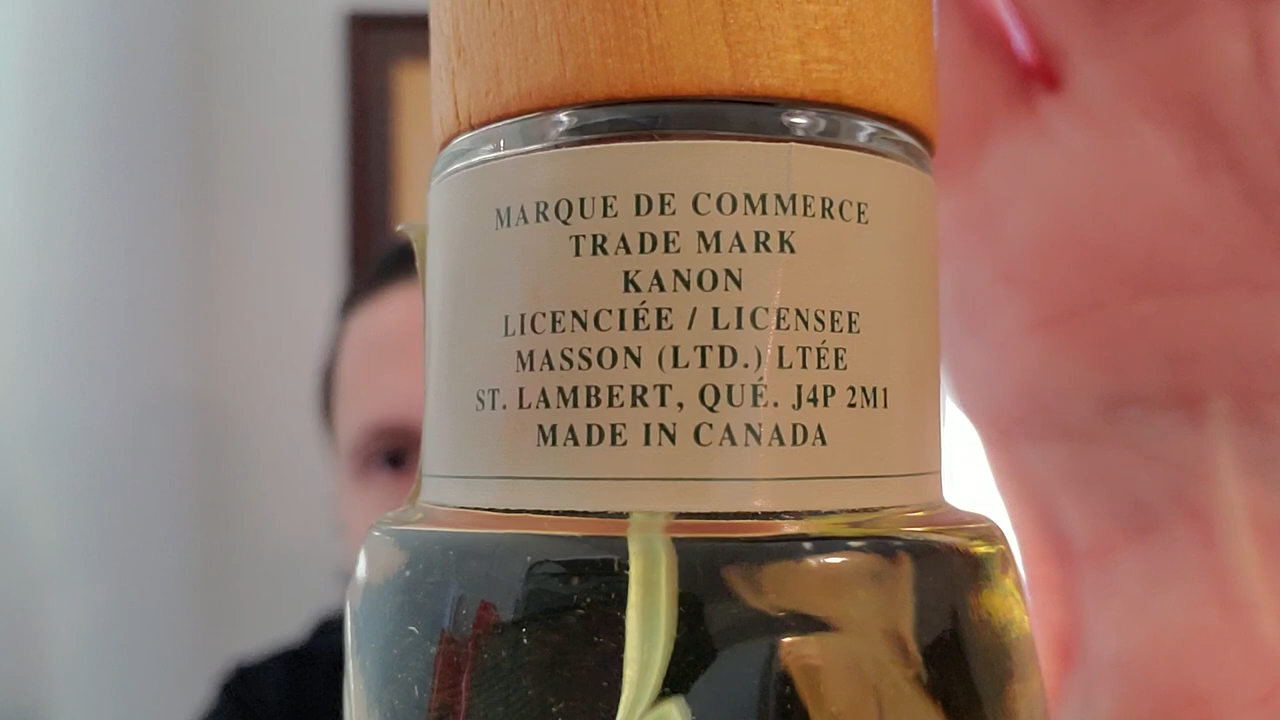 MARQUE DE COMMERCE
TRADE MARK
KANON
LICENCIÉE / LICENSEE
MASSON (LTD.) LTÉE
ST. LAMBERT, QUÉ. J4P 2M1
MADE IN CANADA